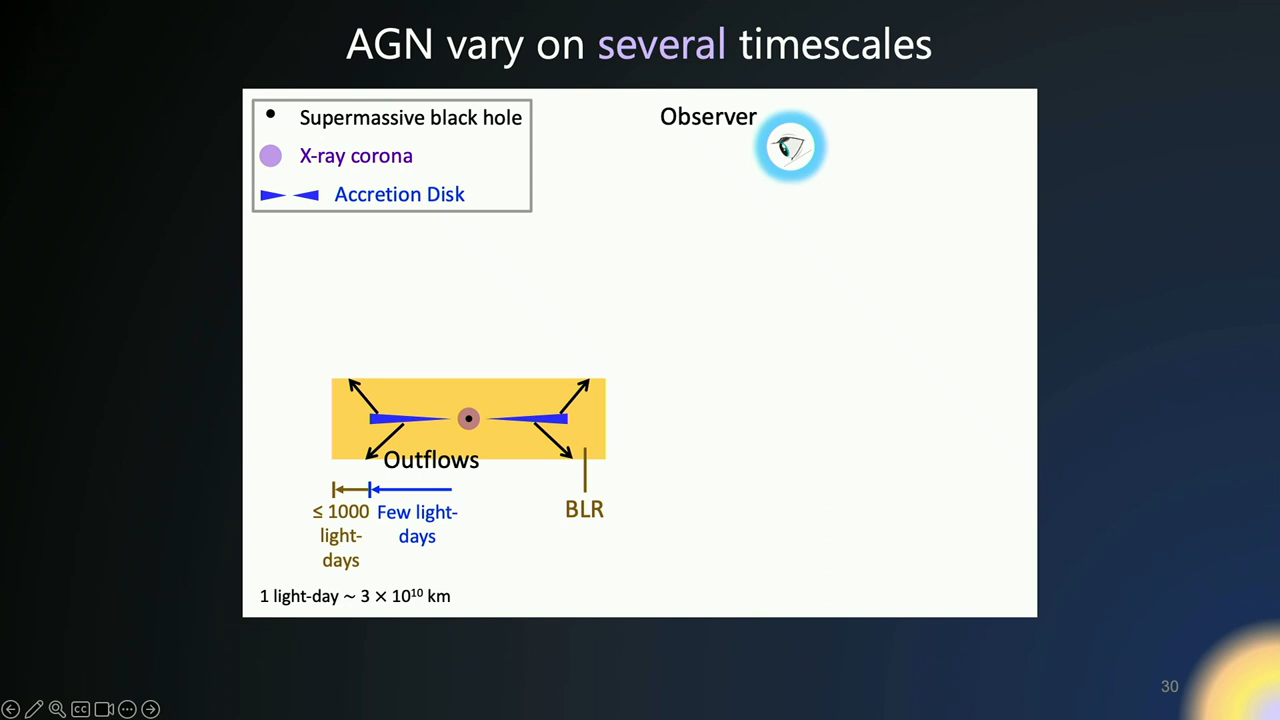 AGN vary on several timescales
Supermassive black hole
X-ray corona
Accretion Disk
Observer
Outflows
≤ 1000
light-
days
Few light-
days
BLR
1 light-day ~ 3 × 10¹⁰ km
30
CC